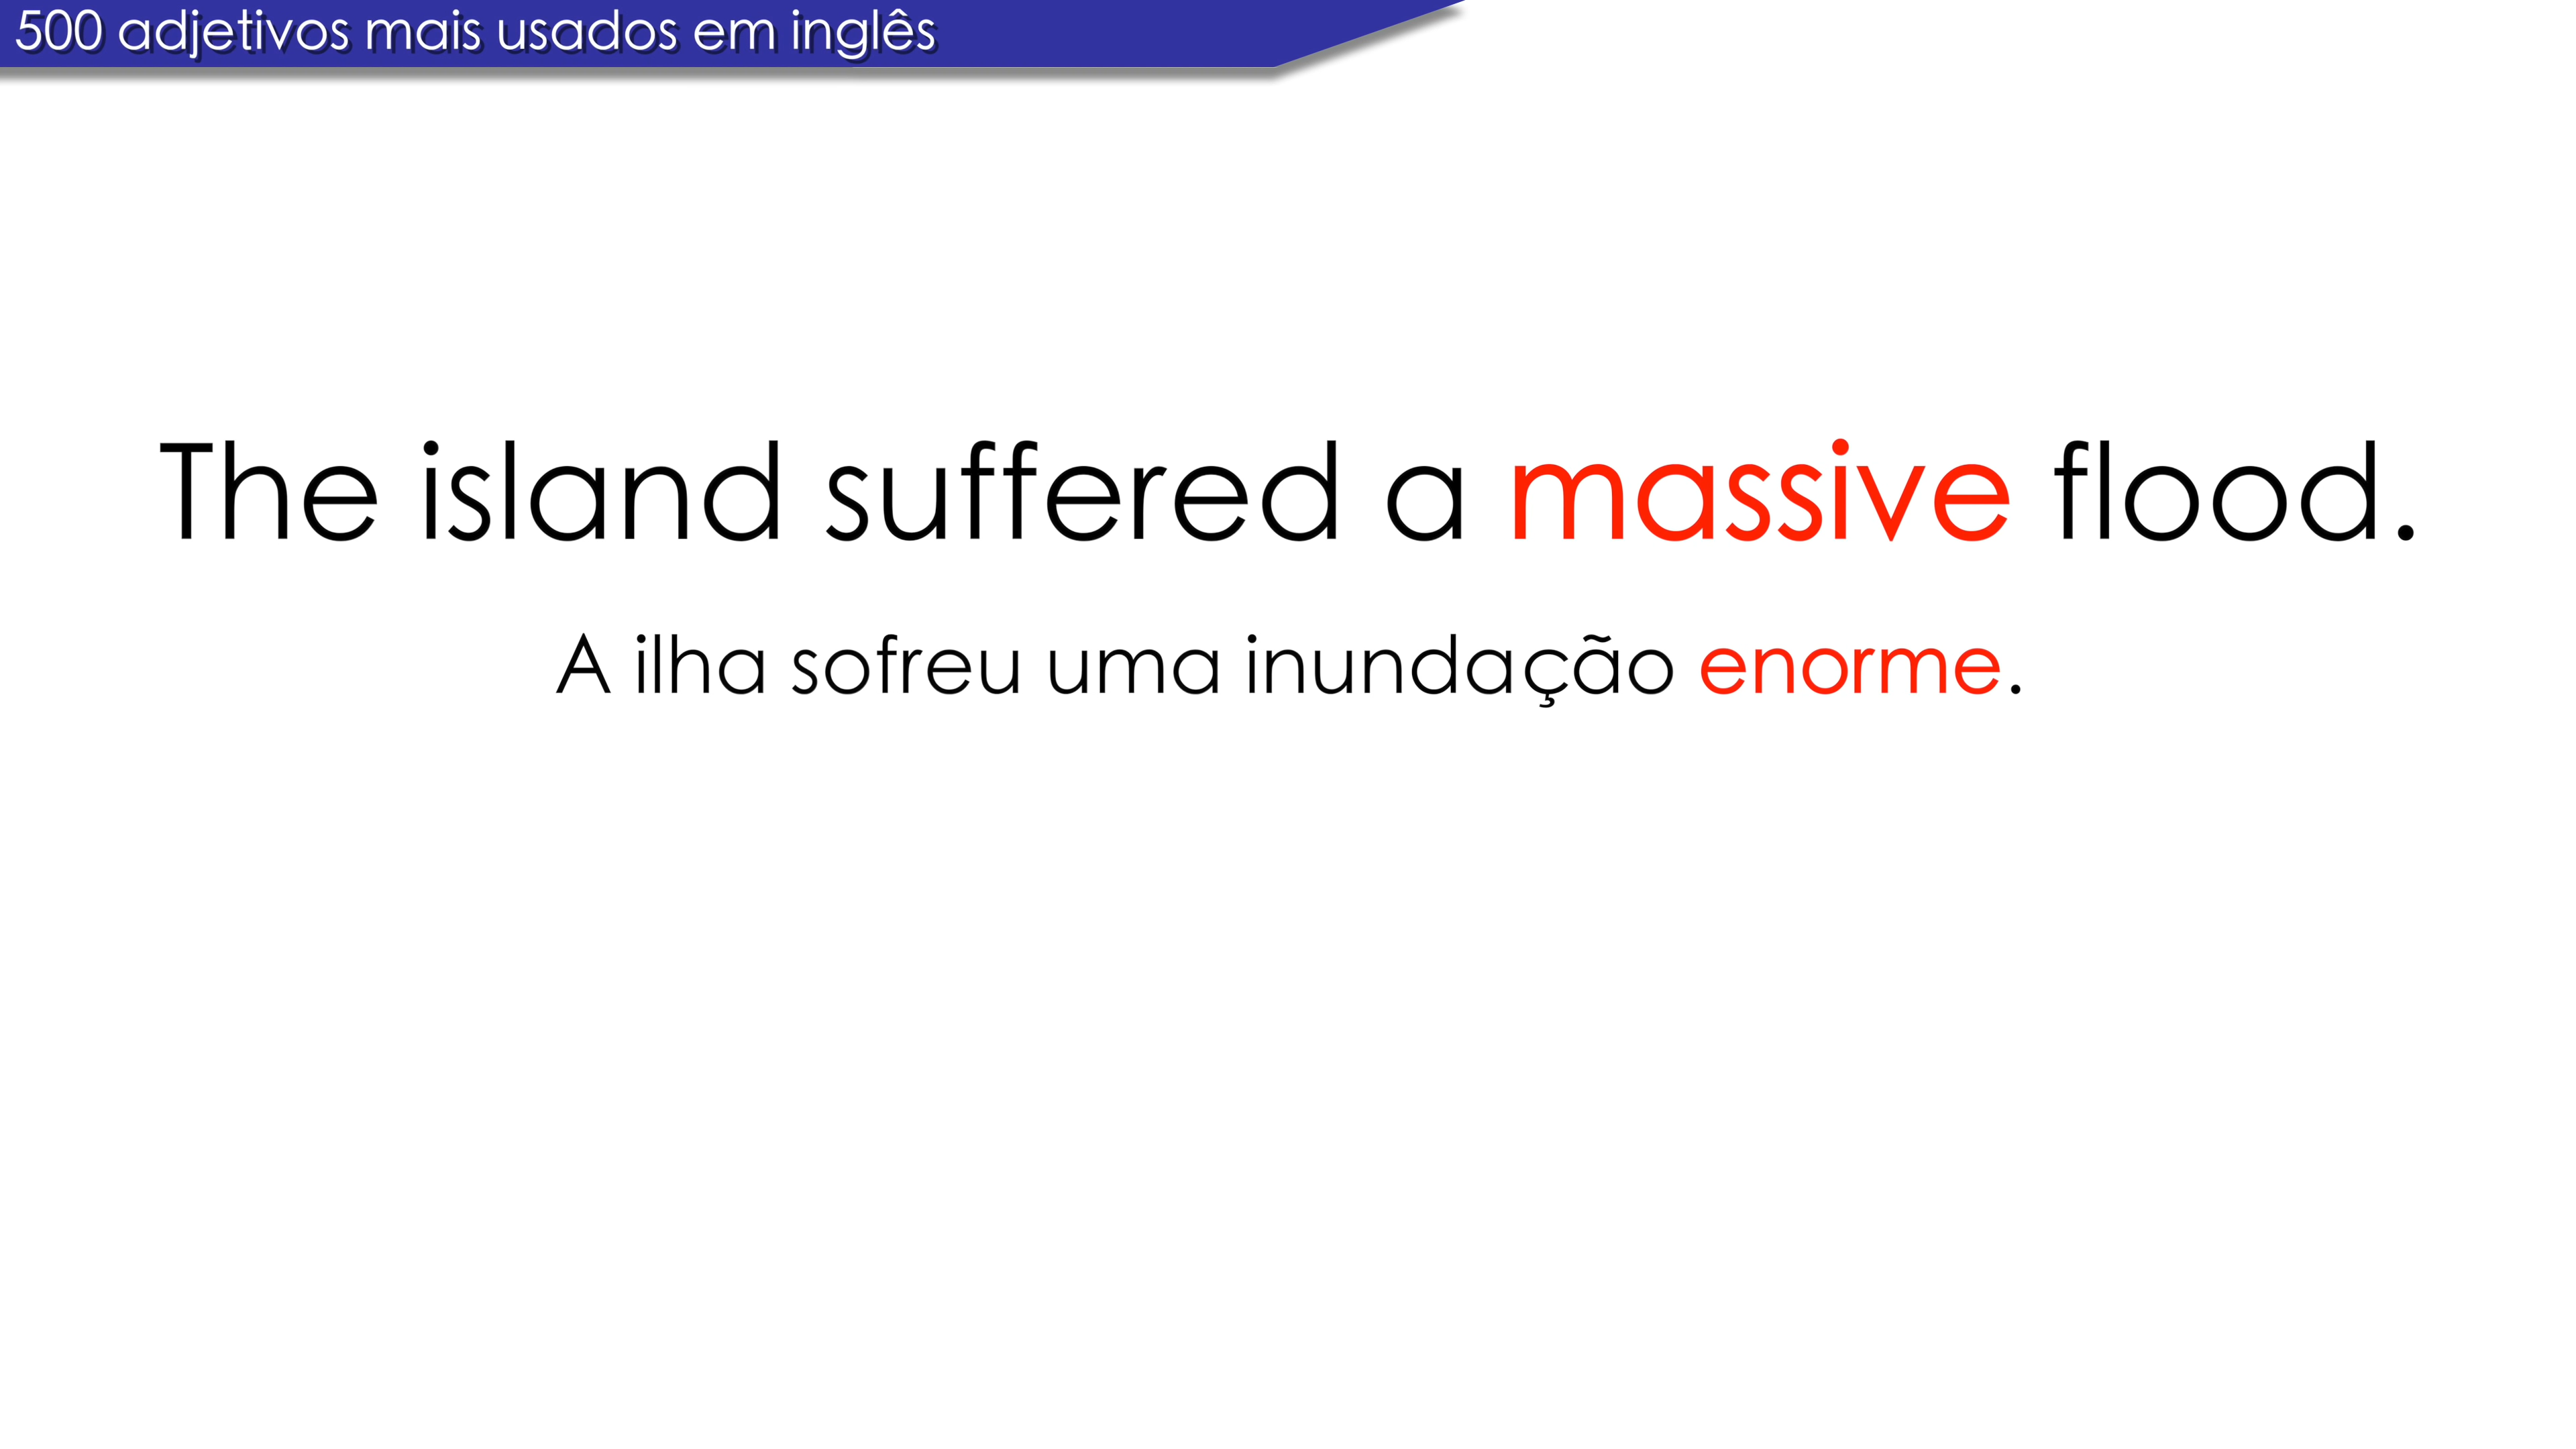 500 adjetivos mais usados em inglês
The island suffered a massive flood.
A ilha sofreu uma inundação enorme.